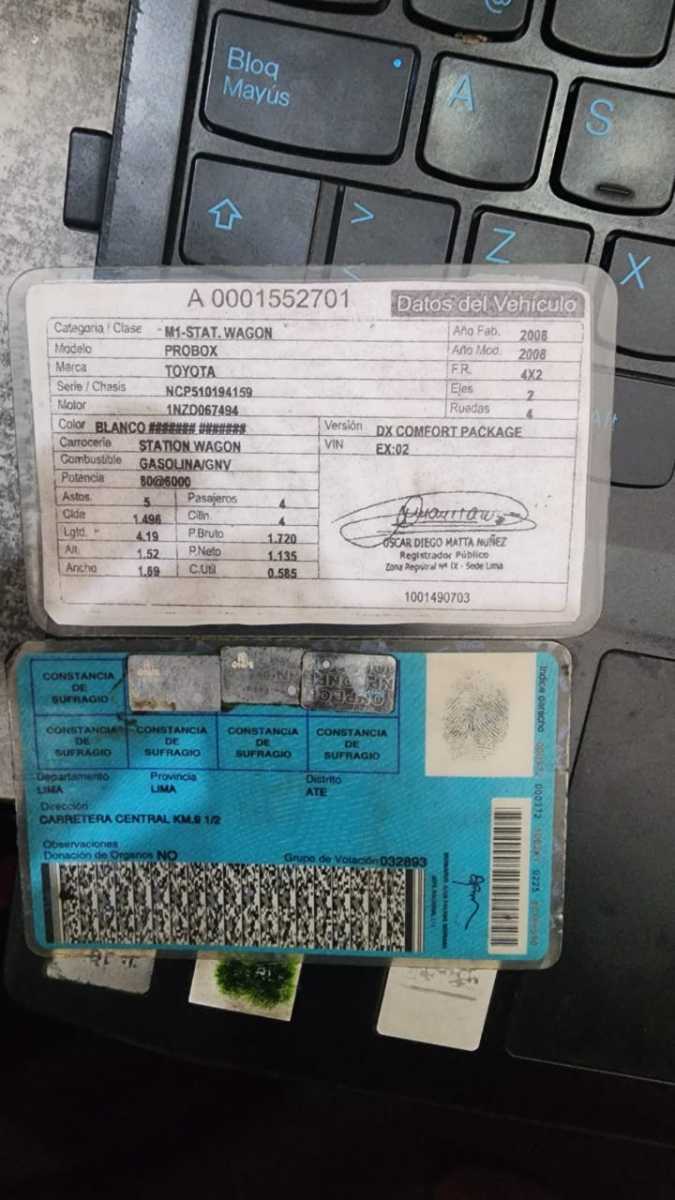 Bloq
Mayús
A
S
>
<
Z
X
Alt
A 0001552701 Datos del Vehículo
Categoria / Clase M1-STAT. WAGON Año Fab. 2008
Modelo PROBOX Año Mod. 2008
Marca TOYOTA F.R. 4X2
Serie / Chasis NCP510194159 Ejes 2
Motor 1NZD067494 Ruedas 4
Color BLANCO ####### ####### Versión DX COMFORT PACKAGE
Carrocería STATION WAGON VIN EX:02
Combustible GASOLINA/GNV
Potencia 80@6000
Astos. 5 Pasajeros 4
Clde 1.496 Cilin. 4
Lgtd. 4.19 P.Bruto 1.720
Alt. 1.52 P.Neto 1.135
Ancho 1.69 C.Util 0.585
OSCAR DIEGO MATTA NUÑEZ
Registrador Público
Zona Registral Nº IX - Sede Lima
1001490703
CONSTANCIA
DE
SUFRAGIO
CONSTANCIA CONSTANCIA CONSTANCIA CONSTANCIA
DE DE DE DE
SUFRAGIO SUFRAGIO SUFRAGIO SUFRAGIO
Indice derecho
Departamento Provincia Distrito
LIMA LIMA ATE
Dirección
CARRETERA CENTRAL KM.9 1/2
Observaciones
Donación de Organos NO Grupo de Votación 032893